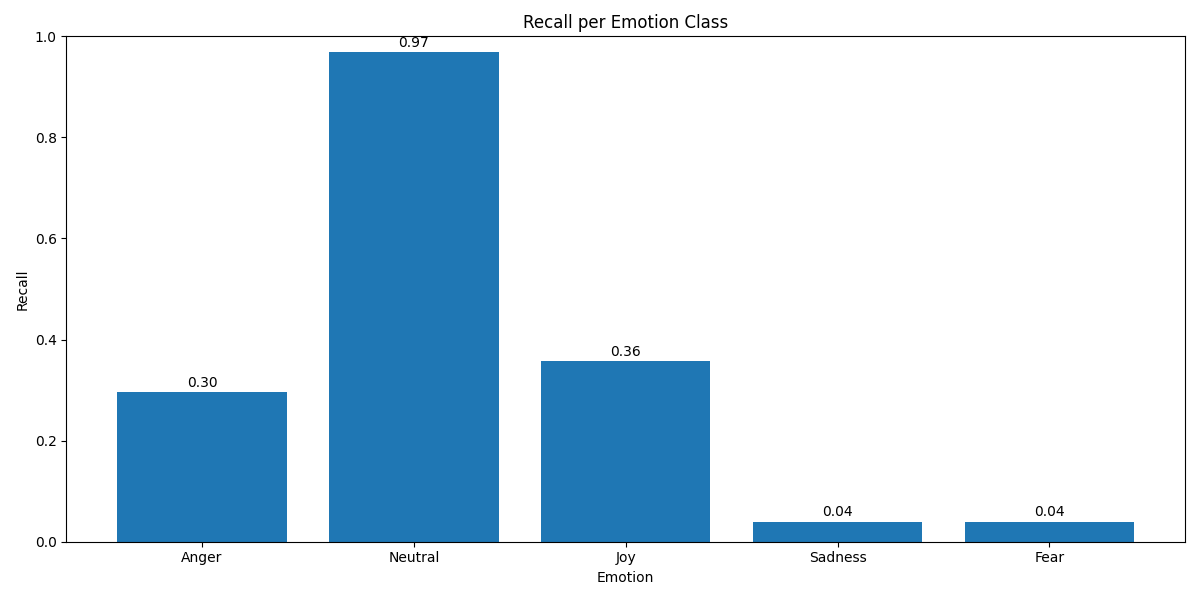 Recall per Emotion Class
1.0
0.8
0.6
0.4
0.2
0.0
Recall
0.30
0.97
0.36
0.04
0.04
Anger
Neutral
Joy
Sadness
Fear
Emotion